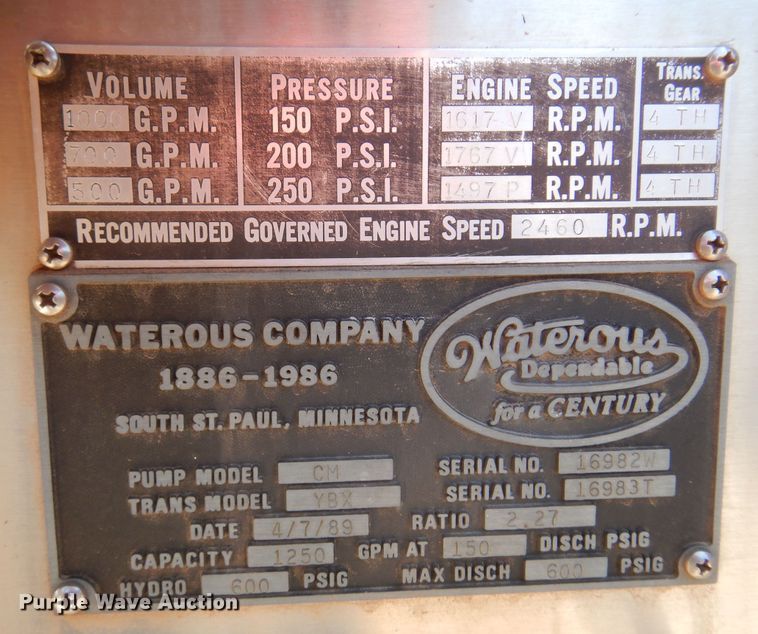 VOLUME PRESSURE ENGINE SPEED TRANS. GEAR
1000 G.P.M. 150 P.S.I. 1617 V R.P.M. 4 TH
700 G.P.M. 200 P.S.I. 1767 V R.P.M. 4 TH
500 G.P.M. 250 P.S.I. 1497 P R.P.M. 4 TH
RECOMMENDED GOVERNED ENGINE SPEED 2460 R.P.M.
WATEROUS COMPANY
1886-1986
SOUTH ST. PAUL, MINNESOTA
Waterous
Dependable
for a CENTURY
PUMP MODEL CM SERIAL NO. 16982W
TRANS MODEL YBX SERIAL NO. 16983T
DATE 4/7/89 RATIO 2.27
CAPACITY 1250 GPM AT 150 DISCH PSIG
HYDRO 600 PSIG MAX DISCH 600 PSIG
Purple Wave Auction